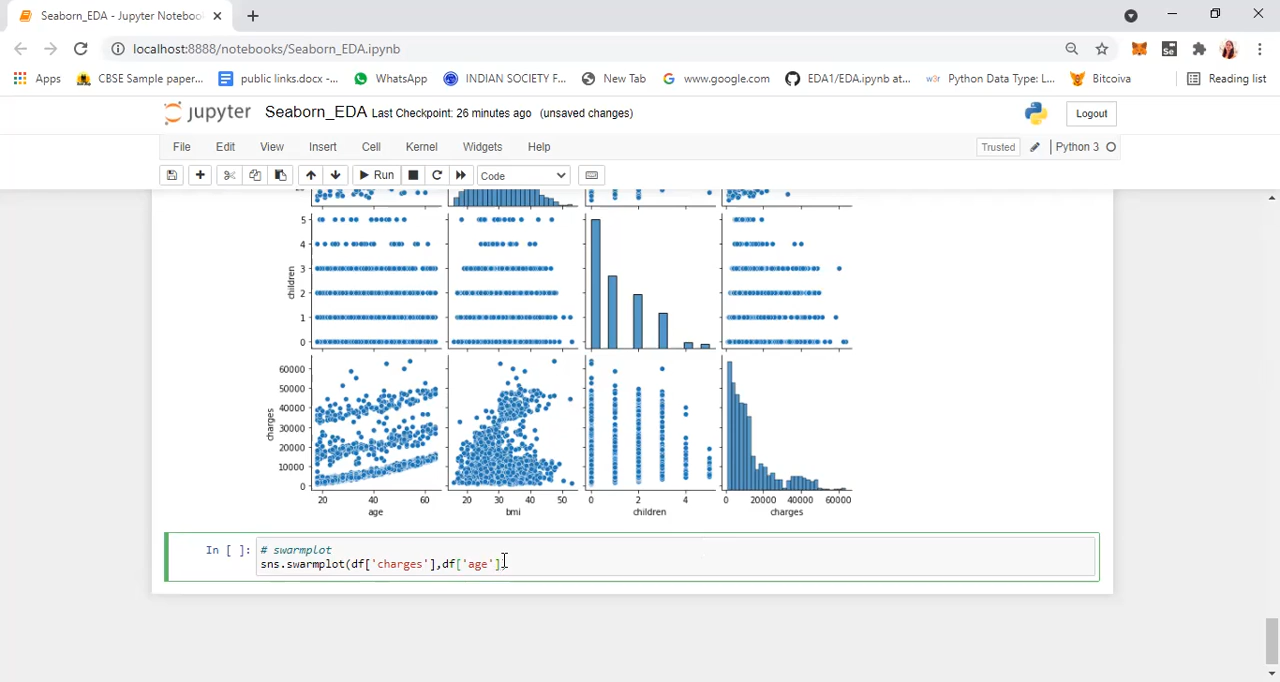 Seaborn_EDA - Jupyter Notebook
localhost:8888/notebooks/Seaborn_EDA.ipynb
Apps CBSE Sample paper... public links.docx -... WhatsApp INDIAN SOCIETY F... New Tab www.google.com EDA1/EDA.ipynb at... w3r Python Data Type: L... Bitcoiva Reading list
Se
jupyter Seaborn_EDA Last Checkpoint: 26 minutes ago (unsaved changes) Logout
File Edit View Insert Cell Kernel Widgets Help Trusted Python 3
Run Code
5
4
3
2
1
0
children
60000
50000
40000
30000
20000
10000
0
charges
20 40 60 20 30 40 50 0 2 4 0 20000 40000 60000
age bmi children charges
In [ ]: # swarmplot
sns.swarmplot(df['charges'],df['age']